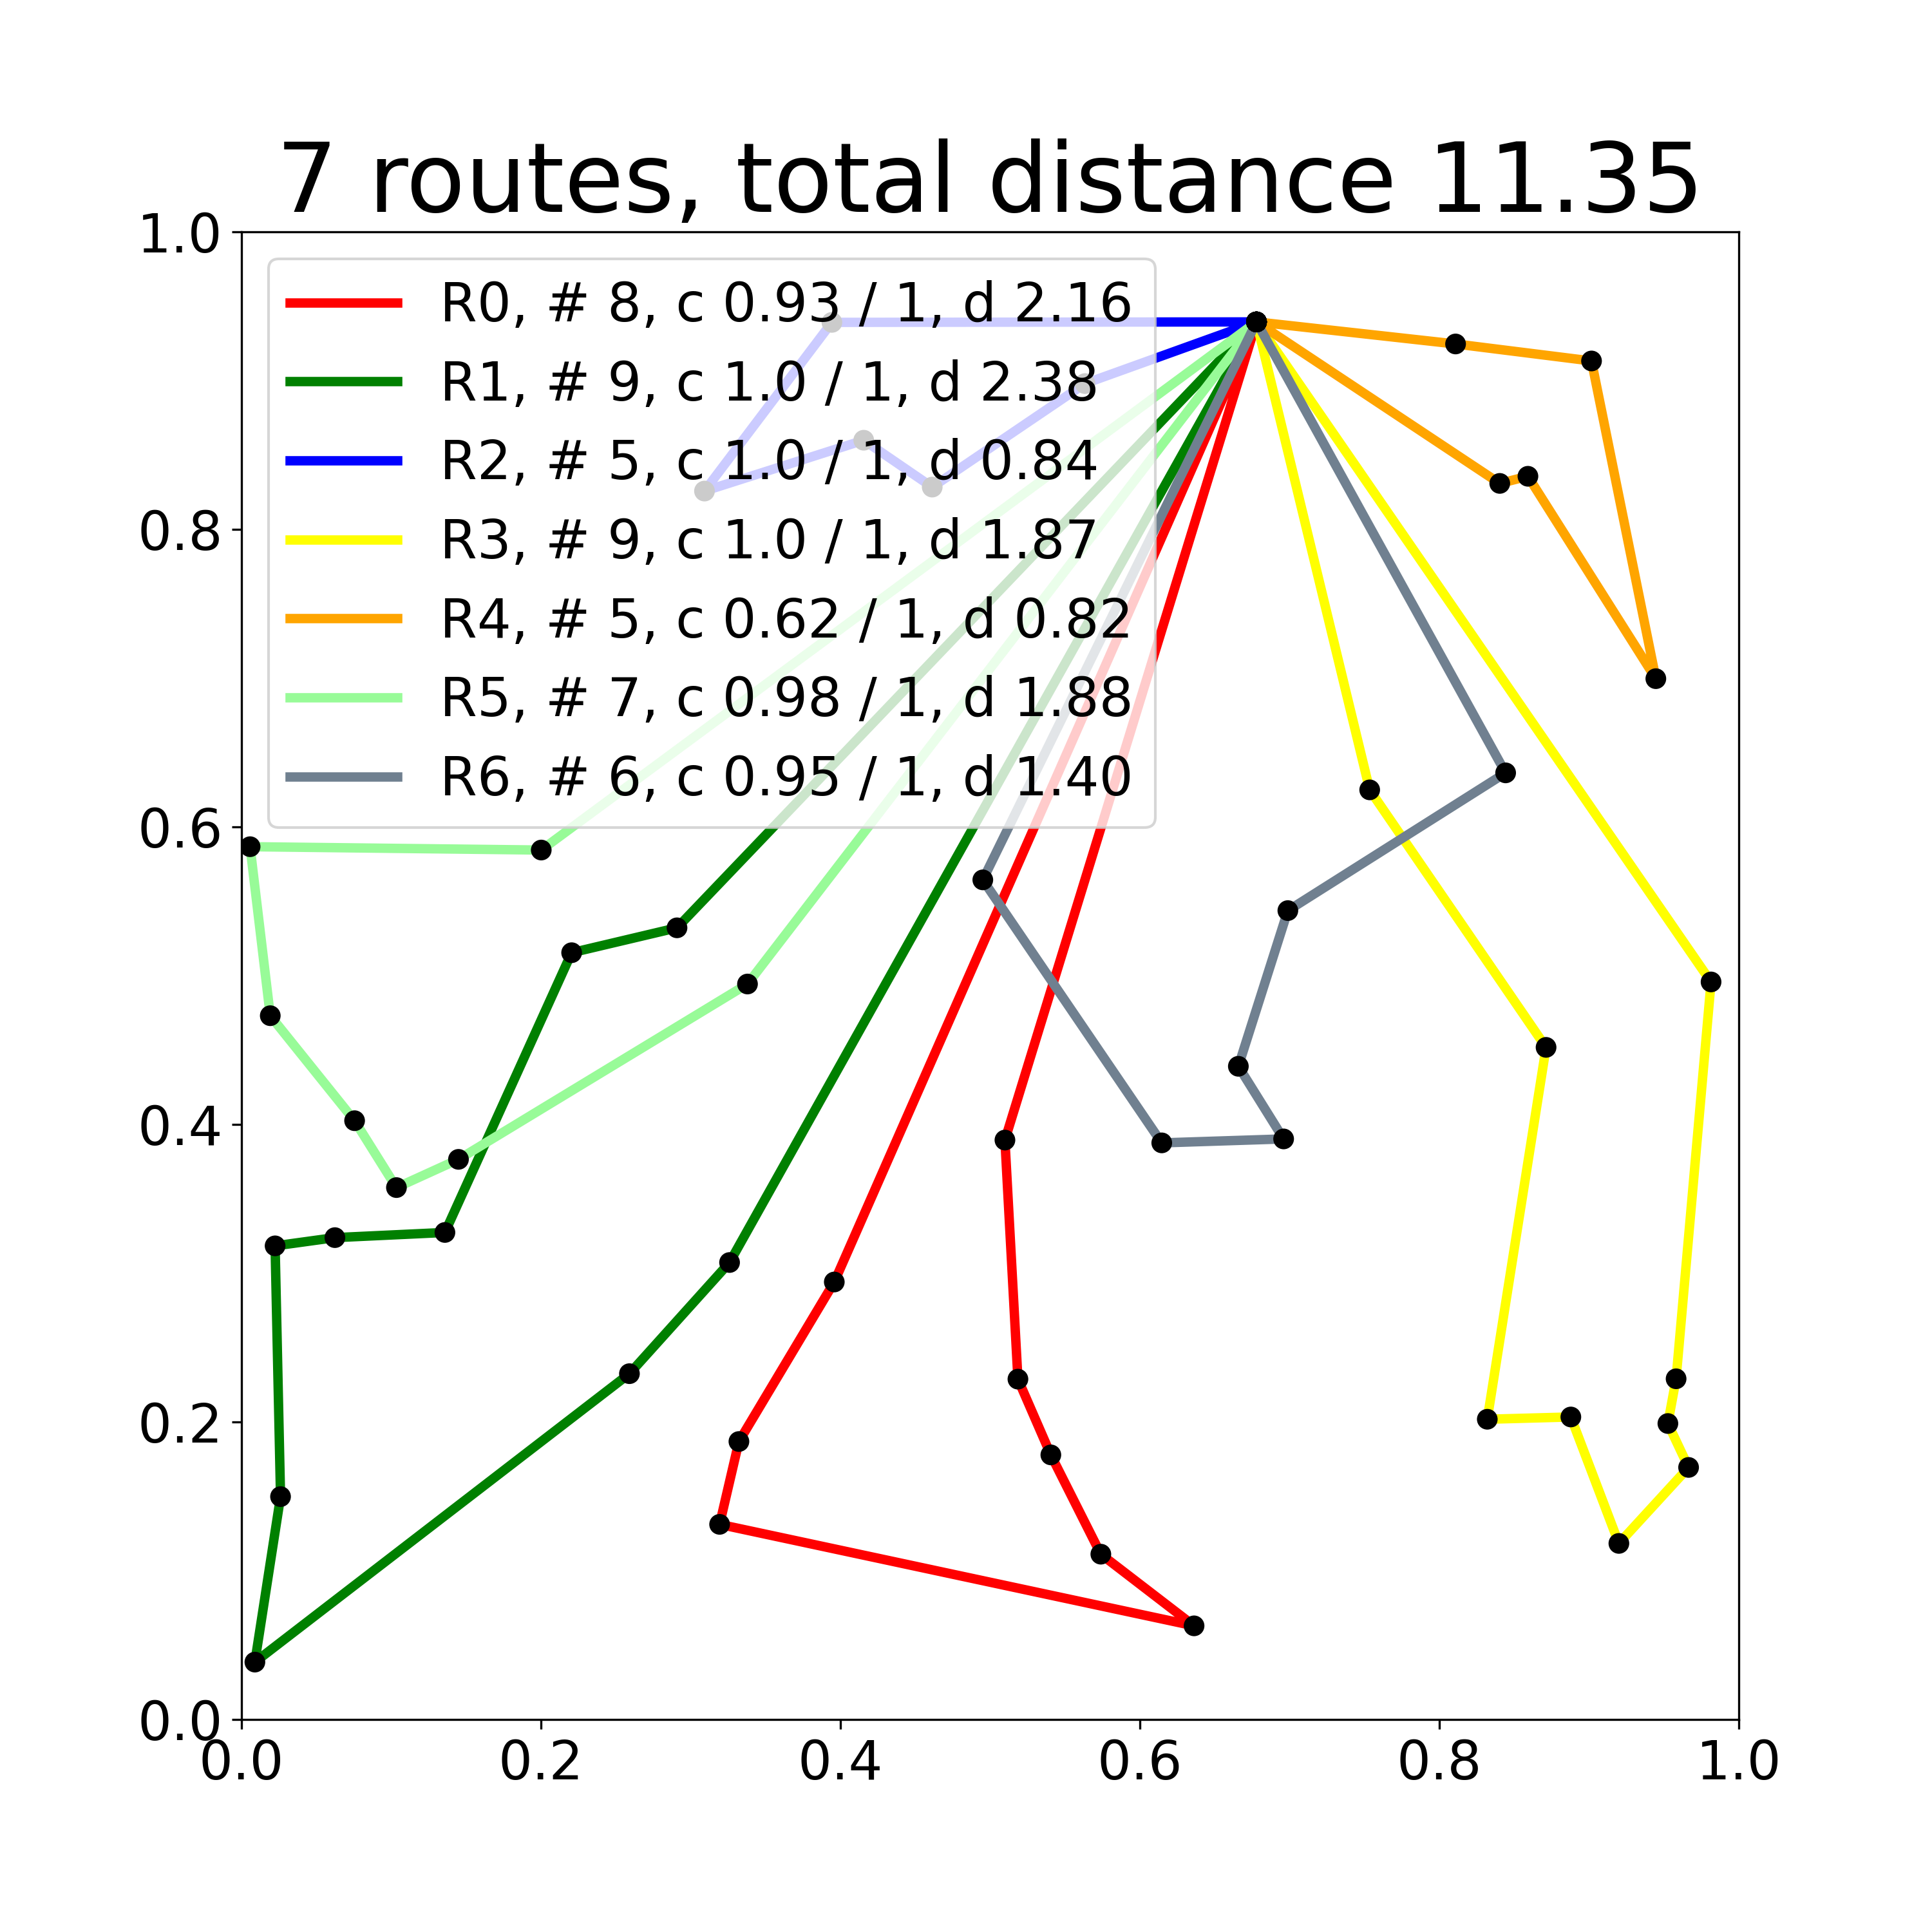 7 routes, total distance 11.35
1.0
0.8
0.6
0.4
0.2
0.0
R0, # 8, c 0.93 / 1, d 2.16
R1, # 9, c 1.0 / 1, d 2.38
R2, # 5, c 1.0 / 1, d 0.84
R3, # 9, c 1.0 / 1, d 1.87
R4, # 5, c 0.62 / 1, d 0.82
R5, # 7, c 0.98 / 1, d 1.88
R6, # 6, c 0.95 / 1, d 1.40
0.0 0.2 0.4 0.6 0.8 1.0